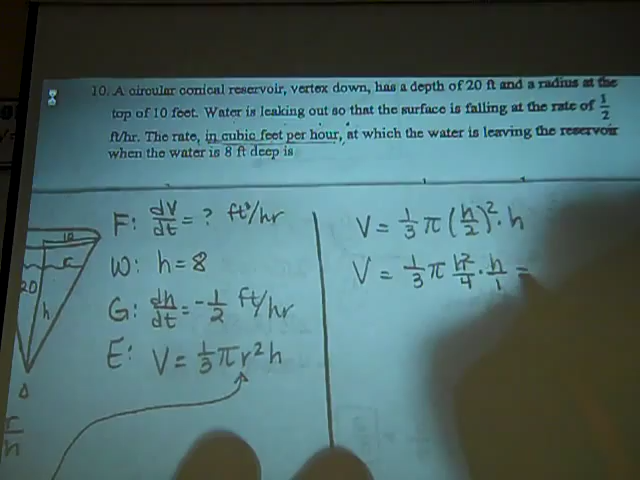 10. A circular conical reservoir, vertex down, has a depth of 20 ft and a radius at the
top of 10 feet. Water is leaking out so that the surface is falling at the rate of 1/2
ft/hr. The rate, in cubic feet per hour, at which the water is leaving the reservoir
when the water is 8 ft deep is
10
r
20
h
r/h
F: dV/dt = ? ft³/hr
W: h = 8
G: dh/dt = -1/2 ft/hr
E: V = 1/3 π r² h
V = 1/3 π (h/2)² · h
V = 1/3 π h²/4 · h/1 =